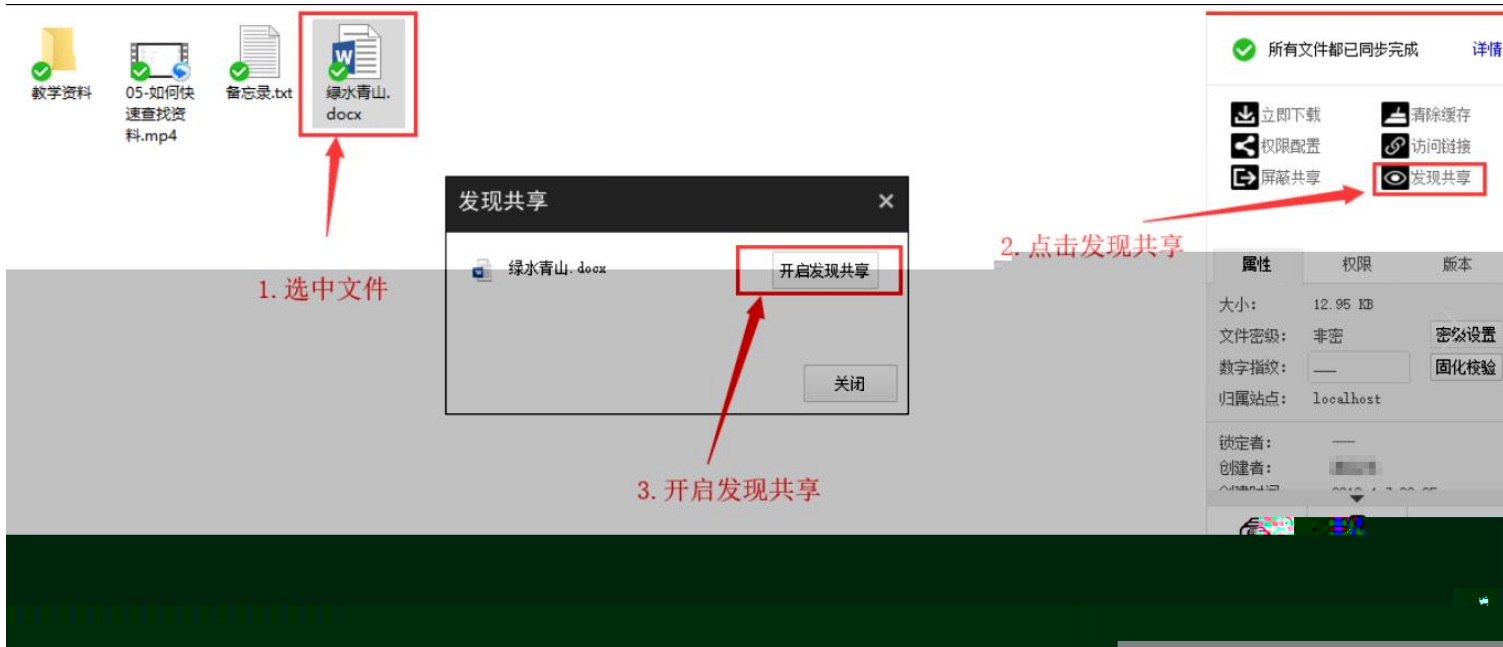 教学资料
05-如何快
速查找资
料.mp4
备忘录.txt
绿水青山.
docx
1.选中文件
发现共享
绿水青山.docx
开启发现共享
关闭
3.开启发现共享
2.点击发现共享
所有文件都已同步完成 详情
立即下载 清除缓存
权限配置 访问链接
屏蔽共享 发现共享
属性 权限 版本
大小: 12.95 KB
文件密级: 非密 密级设置
数字指纹: 固化校验
归属站点: localhost
锁定者:
创建者: